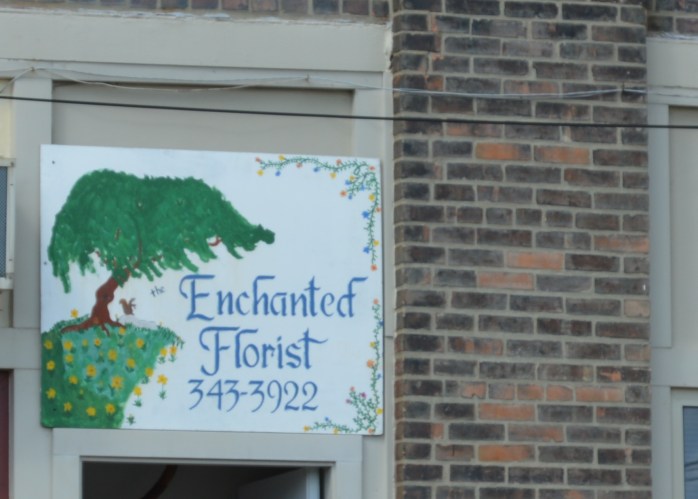 the
Enchanted
Florist
343-3922